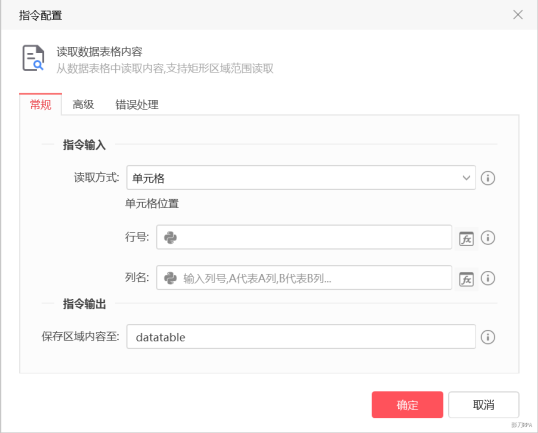 指令配置
读取数据表格内容
从数据表格中读取内容,支持矩形区域范围读取
常规 高级 错误处理
指令输入
读取方式: 单元格
单元格位置
行号: fx
列名: 输入列号,A代表A列,B代表B列... fx
指令输出
保存区域内容至: datatable
确定 取消